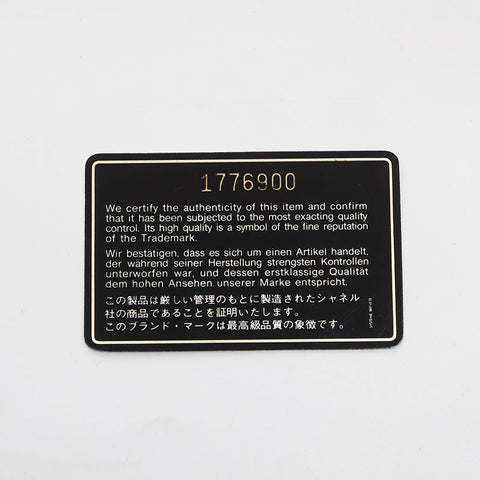 1776900
We certify the authenticity of this item and confirm
that it has been subjected to the most exacting quality
control. Its high quality is a symbol of the fine reputation
of the Trademark.
Wir bestätigen, dass es sich um einen Artikel handelt,
der während seiner Herstellung strengsten Kontrollen
unterworfen war, und dessen erstklassige Qualität
dem hohen Ansehen unserer Marke entspricht.
この製品は厳しい管理のもとに製造されたシャネル
社の商品であることを証明いたします。
このブランド・マークは最高級品質の象徴です。